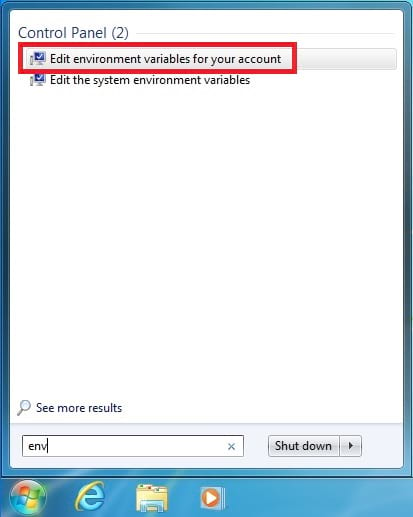 Control Panel (2)
Edit environment variables for your account
Edit the system environment variables
See more results
env
Shut down